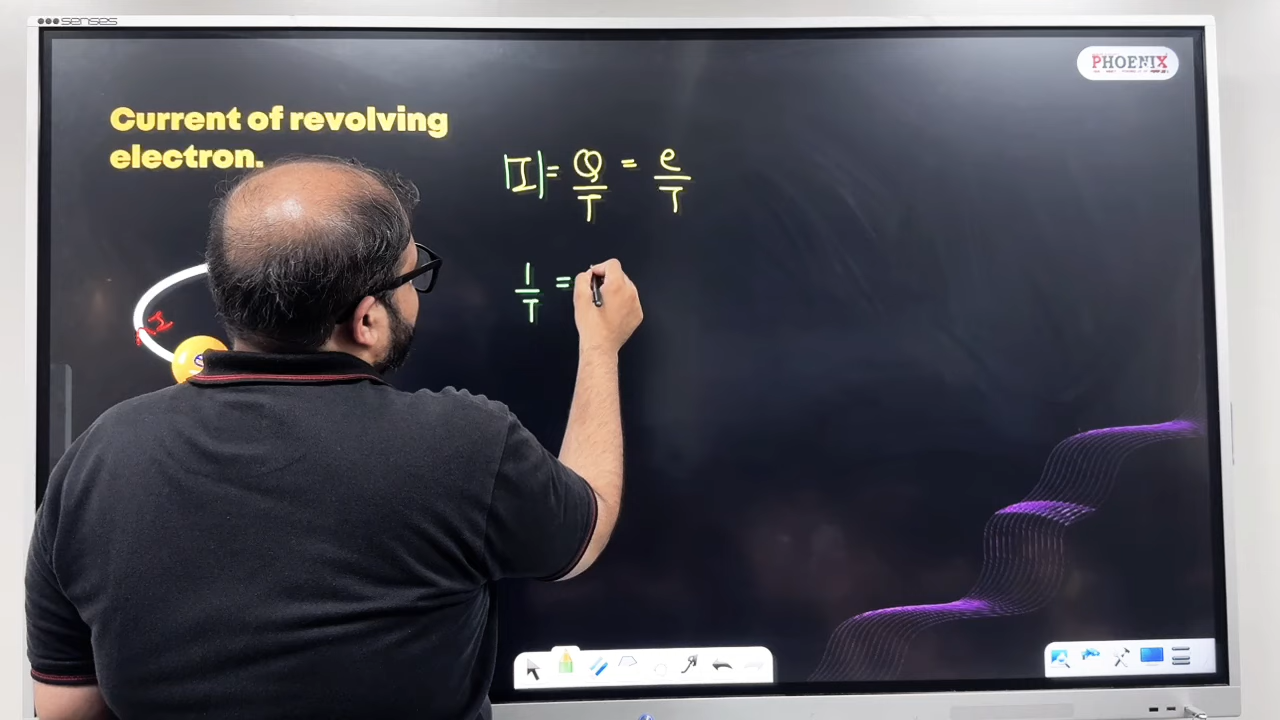 senses
PHOENIX
Current of revolving
electron.
|I| = Q/T = e/T
I
1/T =